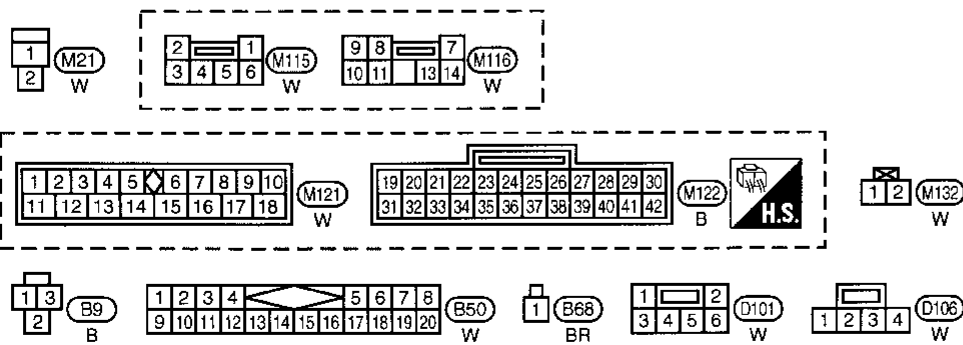 1
2
M21
W
2 1
3 4 5 6
M115
W
9 8 7
10 11 13 14
M116
W
1 2 3 4 5 6 7 8 9 10
11 12 13 14 15 16 17 18
M121
W
19 20 21 22 23 24 25 26 27 28 29 30
31 32 33 34 35 36 37 38 39 40 41 42
M122
B
H.S.
1 2
M132
W
1 3
2
B9
B
1 2 3 4 5 6 7 8
9 10 11 12 13 14 15 16 17 18 19 20
B50
W
1
B68
BR
1 2
3 4 5 6
D101
W
1 2 3 4
D106
W